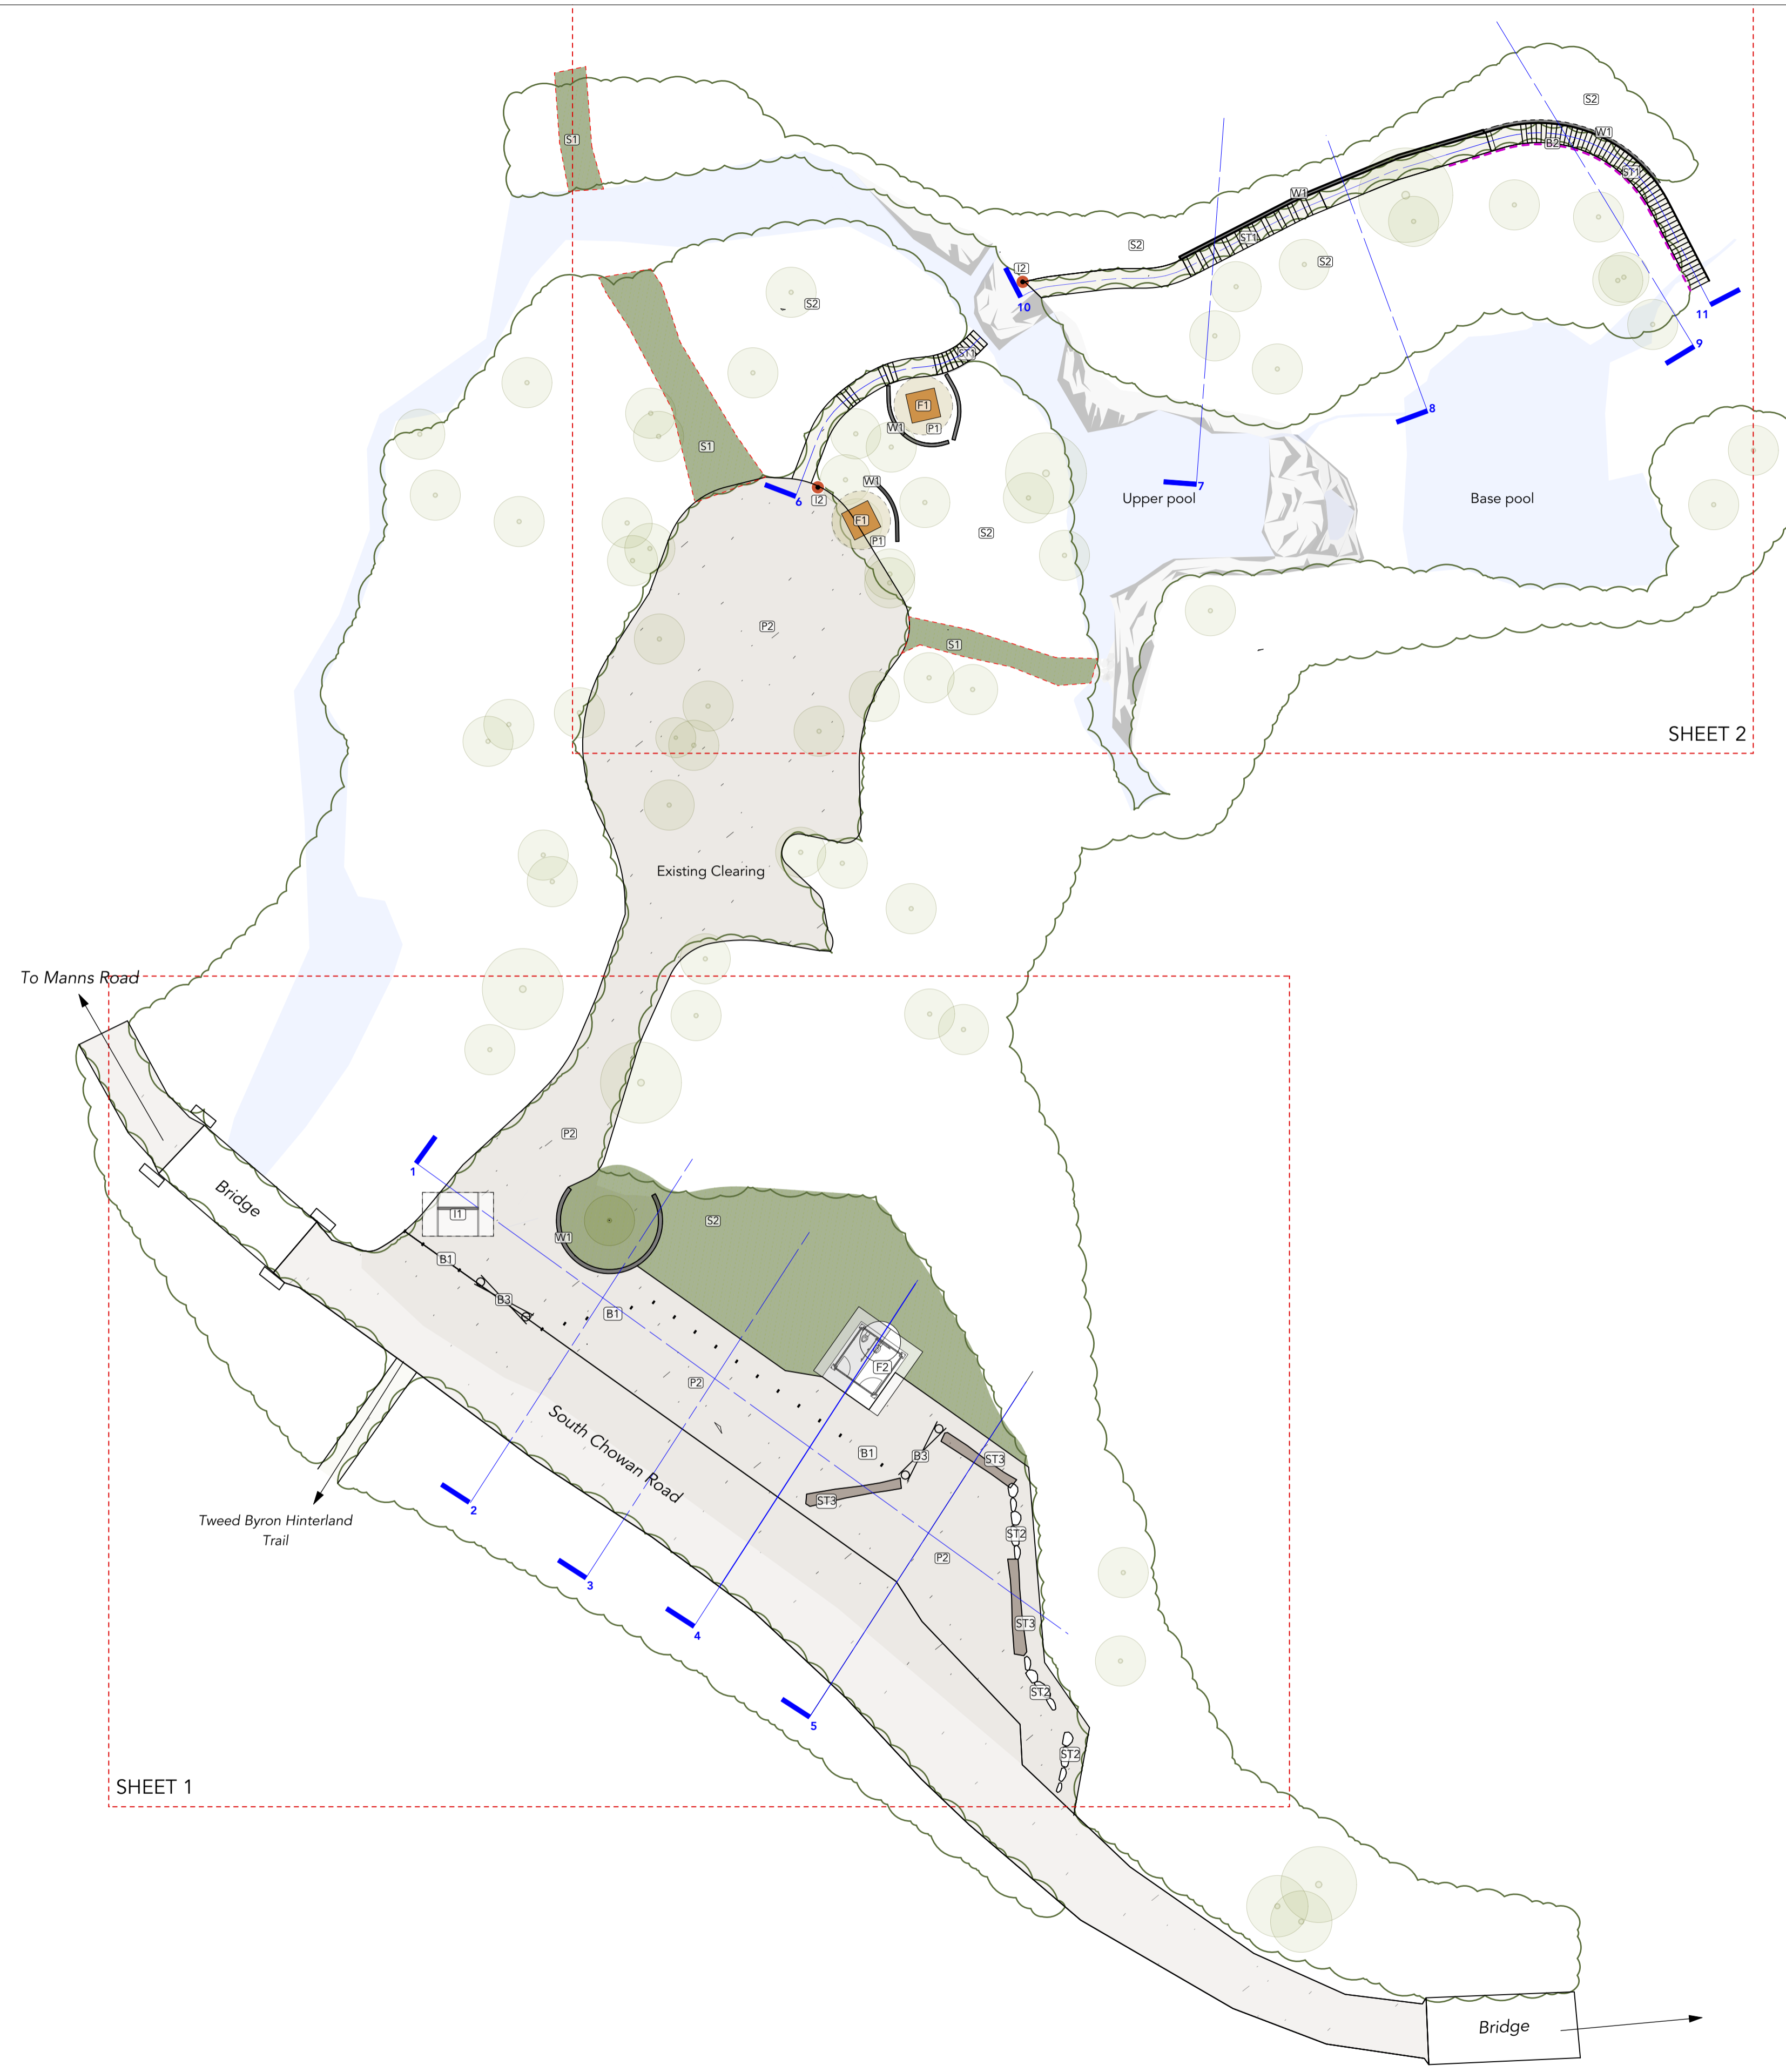 S1
S2
W1
B2
ST1
W1
ST1
S2
S2
I2
10
11
S2
ST1
9
8
F1
W1
P1
S1
W1
6
I2
F1
P1
7
Upper pool
Base pool
S2
P2
S1
SHEET 2
Existing Clearing
To Manns Road
P2
1
Bridge
I1
W1
S2
B1
B3
B1
F2
P2
South Chowan Road
B1
B3
ST3
ST3
2
Tweed Byron Hinterland
Trail
ST2
P2
3
ST3
4
ST2
5
ST2
SHEET 1
Bridge